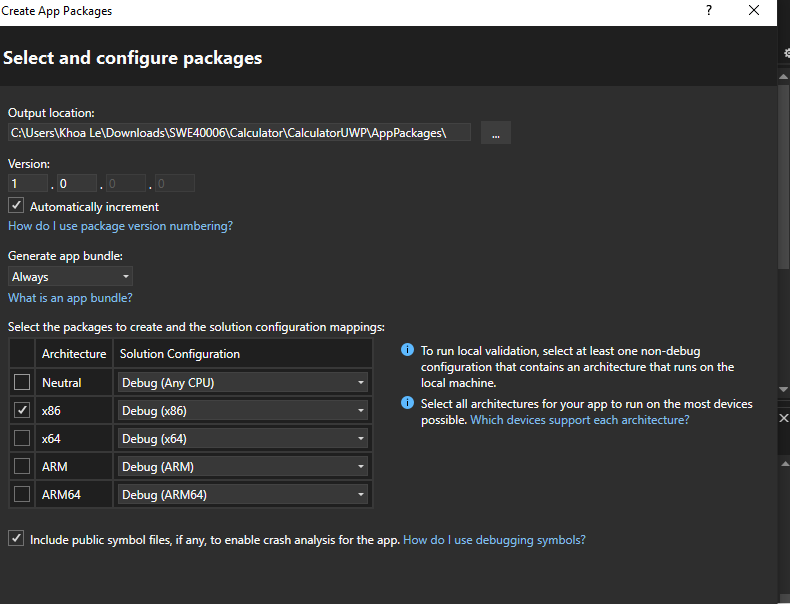 Create App Packages
?
Select and configure packages
Output location:
C:\Users\Khoa Le\Downloads\SWE40006\Calculator\CalculatorUWP\AppPackages\
...
Version:
1 . 0 . 0 . 0
Automatically increment
How do I use package version numbering?
Generate app bundle:
Always
What is an app bundle?
Select the packages to create and the solution configuration mappings:
Architecture Solution Configuration
Neutral Debug (Any CPU)
x86 Debug (x86)
x64 Debug (x64)
ARM Debug (ARM)
ARM64 Debug (ARM64)
To run local validation, select at least one non-debug
configuration that contains an architecture that runs on the
local machine.
Select all architectures for your app to run on the most devices
possible. Which devices support each architecture?
Include public symbol files, if any, to enable crash analysis for the app. How do I use debugging symbols?